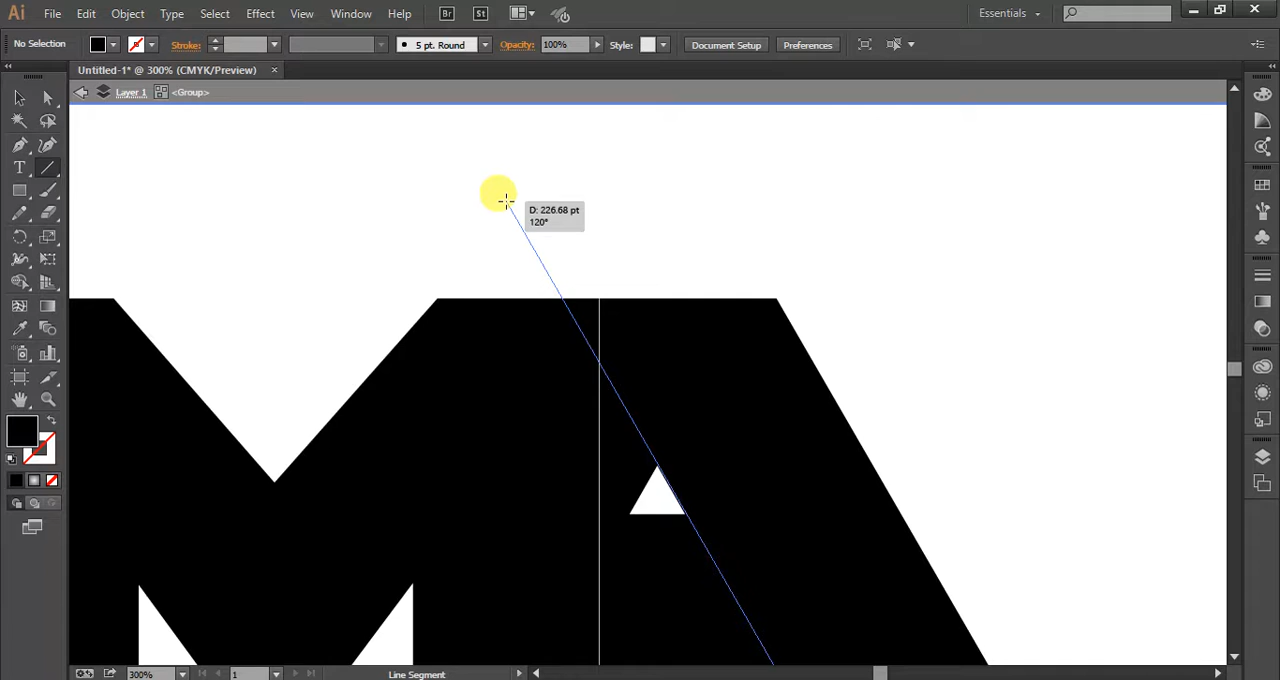 Ai File Edit Object Type Select Effect View Window Help Br St Essentials
No Selection Stroke: 5 pt. Round Opacity: 100% Style: Document Setup Preferences
Untitled-1* @ 300% (CMYK/Preview) ×
Layer 1 <Group>
T
D: 226.68 pt
120°
MA
300% 1 Line Segment